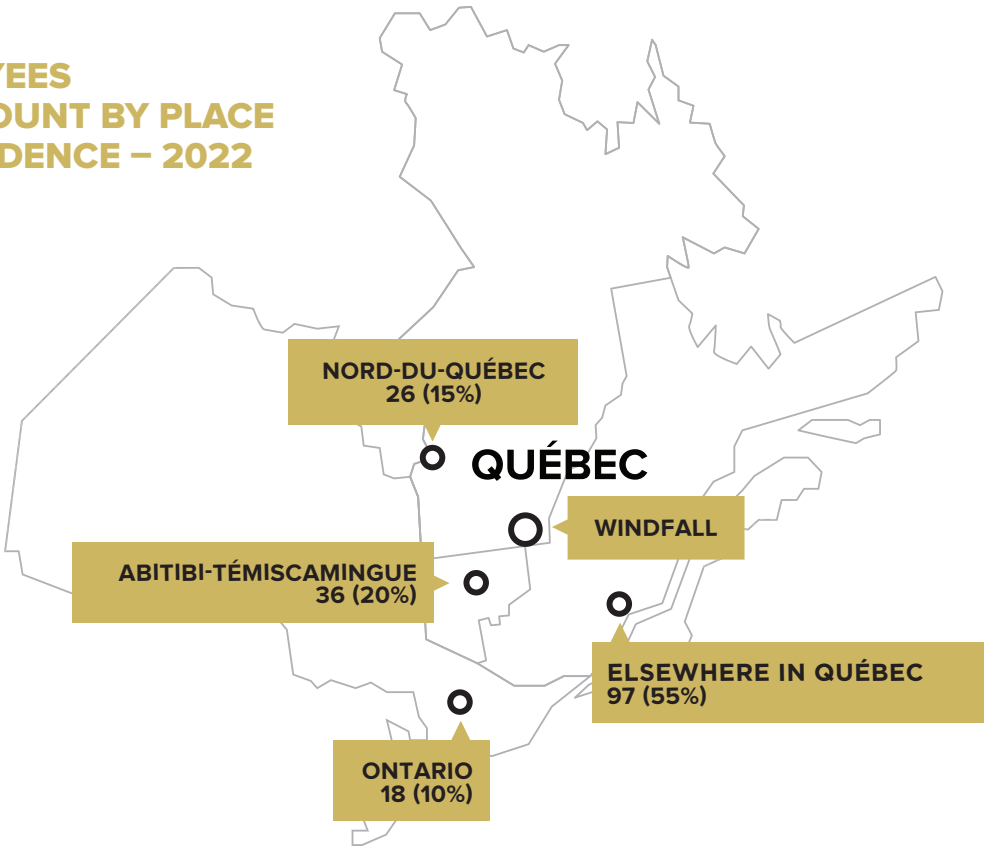 YEES
OUNT BY PLACE
DENCE – 2022
NORD-DU-QUÉBEC
26 (15%)
QUÉBEC
WINDFALL
ABITIBI-TÉMISCAMINGUE
36 (20%)
ELSEWHERE IN QUÉBEC
97 (55%)
ONTARIO
18 (10%)